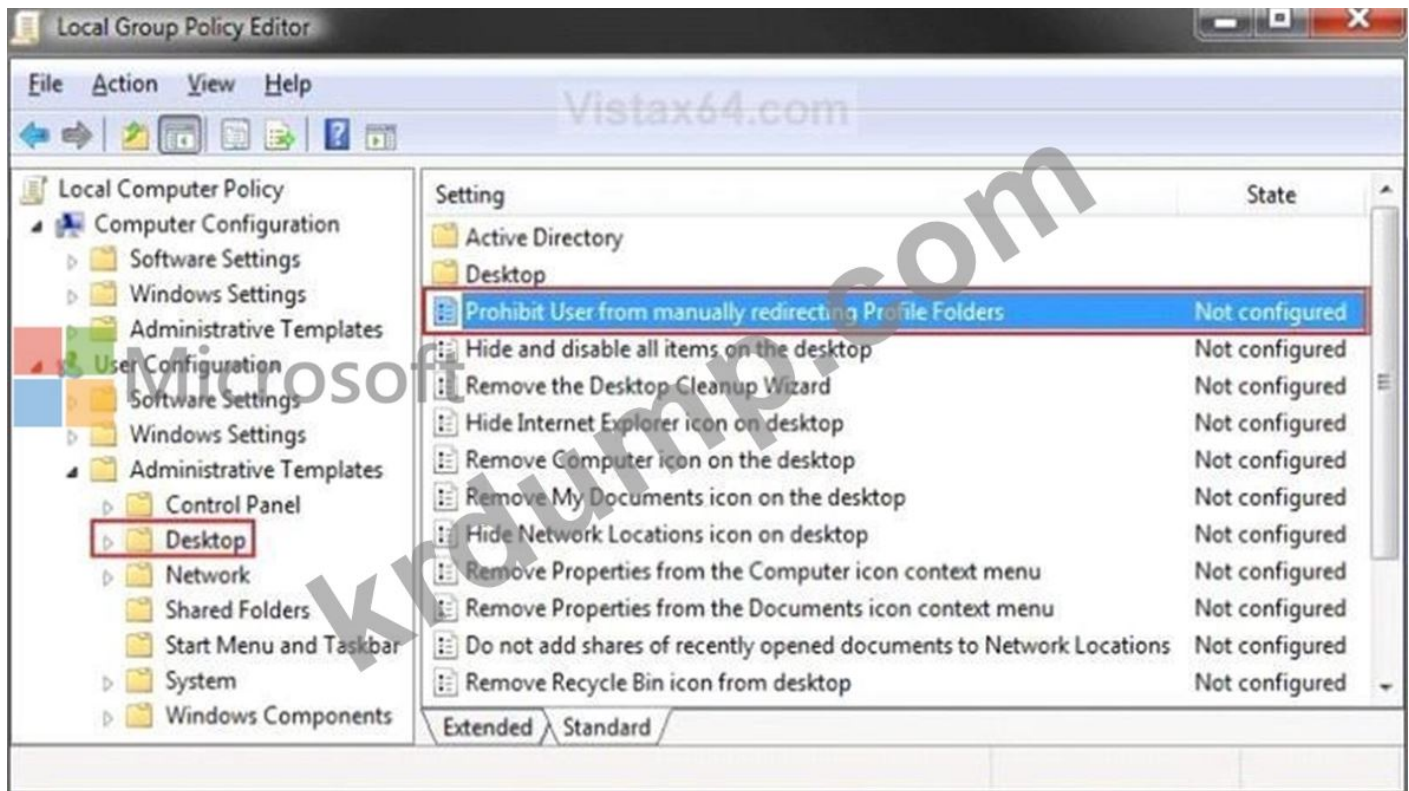 Local Group Policy Editor
File Action View Help
Vistax64.com
Local Computer Policy
Computer Configuration
Software Settings
Windows Settings
Administrative Templates
User Configuration
Software Settings
Windows Settings
Administrative Templates
Control Panel
Desktop
Network
Shared Folders
Start Menu and Taskbar
System
Windows Components
Setting State
Active Directory
Desktop
Prohibit User from manually redirecting Profile Folders Not configured
Hide and disable all items on the desktop Not configured
Remove the Desktop Cleanup Wizard Not configured
Hide Internet Explorer icon on desktop Not configured
Remove Computer icon on the desktop Not configured
Remove My Documents icon on the desktop Not configured
Hide Network Locations icon on desktop Not configured
Remove Properties from the Computer icon context menu Not configured
Remove Properties from the Documents icon context menu Not configured
Do not add shares of recently opened documents to Network Locations Not configured
Remove Recycle Bin icon from desktop Not configured
Extended Standard
Microsoft
krdump.com